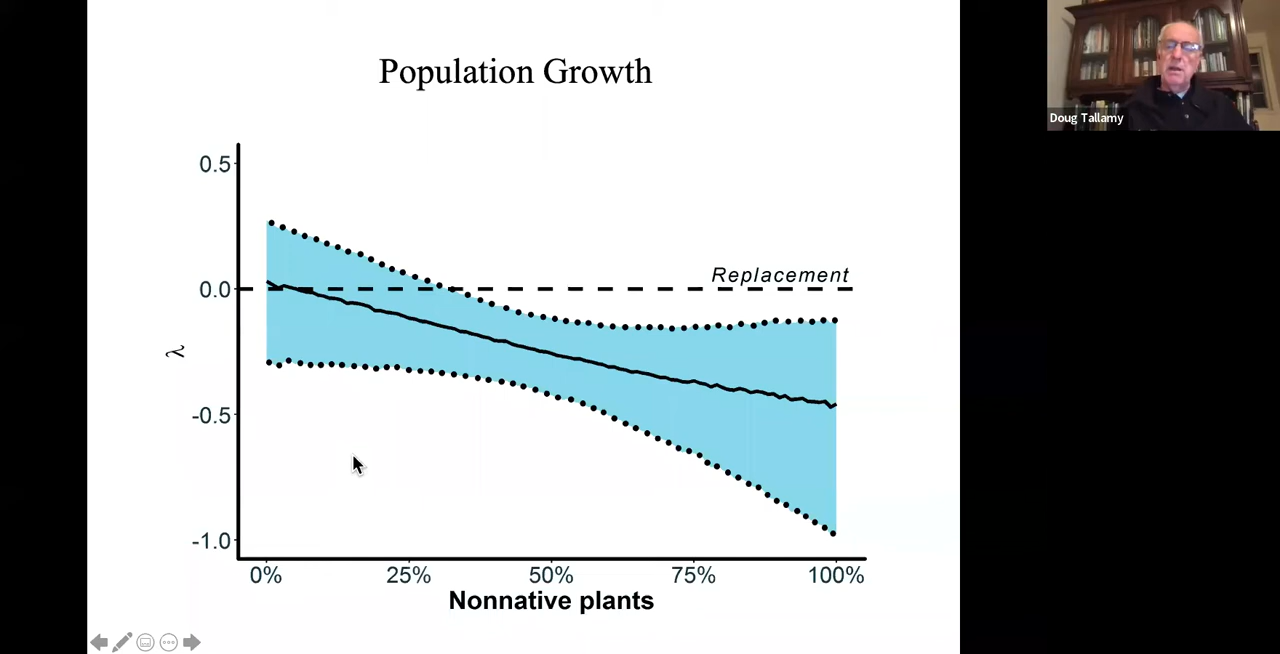 Population Growth
Doug Tallamy
0.5
Replacement
0.0
λ
-0.5
-1.0
0% 25% 50% 75% 100%
Nonnative plants